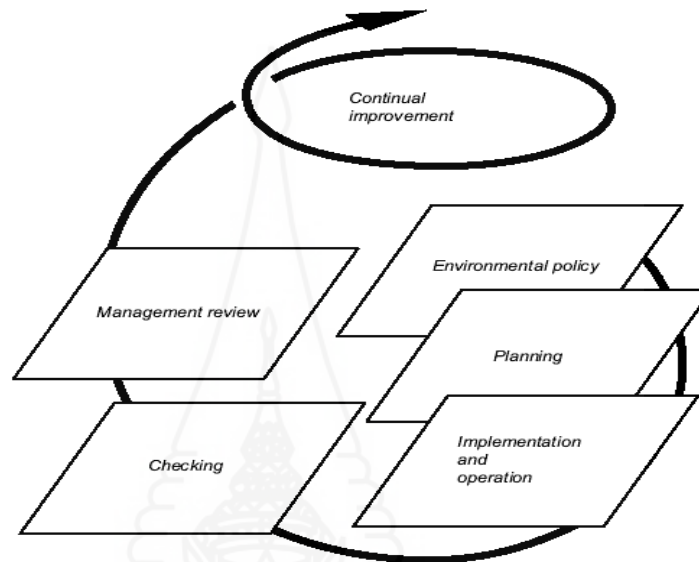 Continual
improvement
Environmental policy
Management review
Planning
Implementation
and
operation
Checking